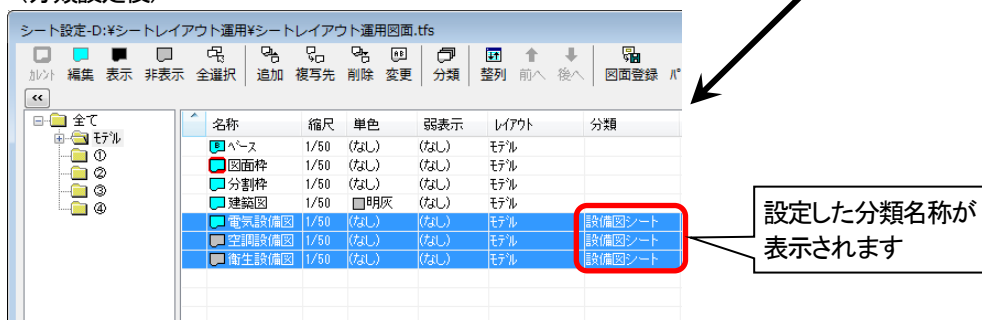 シート設定-D:¥シートレイアウト運用¥シートレイアウト運用図面.tfs
ｶﾚﾝﾄ 編集 表示 非表示 全選択 追加 複写先 削除 変更 分類 整列 前へ 後へ 図面登録
<<
全て
ﾓﾃﾞﾙ
①
②
③
④
名称 縮尺 単色 弱表示 ﾚｲｱｳﾄ 分類
ﾍﾞｰｽ 1/50 (なし) (なし) ﾓﾃﾞﾙ
図面枠 1/50 (なし) (なし) ﾓﾃﾞﾙ
分割枠 1/50 (なし) (なし) ﾓﾃﾞﾙ
建築図 1/50 明灰 (なし) ﾓﾃﾞﾙ
電気設備図 1/50 (なし) (なし) ﾓﾃﾞﾙ 設備図シート
空調設備図 1/50 (なし) (なし) ﾓﾃﾞﾙ 設備図シート
衛生設備図 1/50 (なし) (なし) ﾓﾃﾞﾙ 設備図シート
設定した分類名称が
表示されます